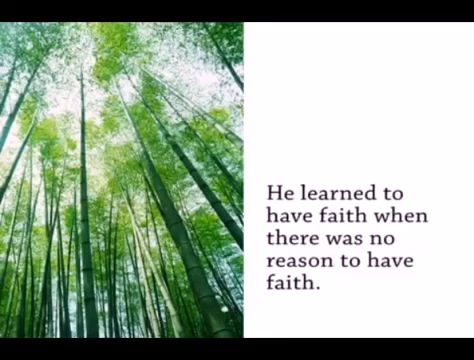 He learned to
have faith when
there was no
reason to have
faith.